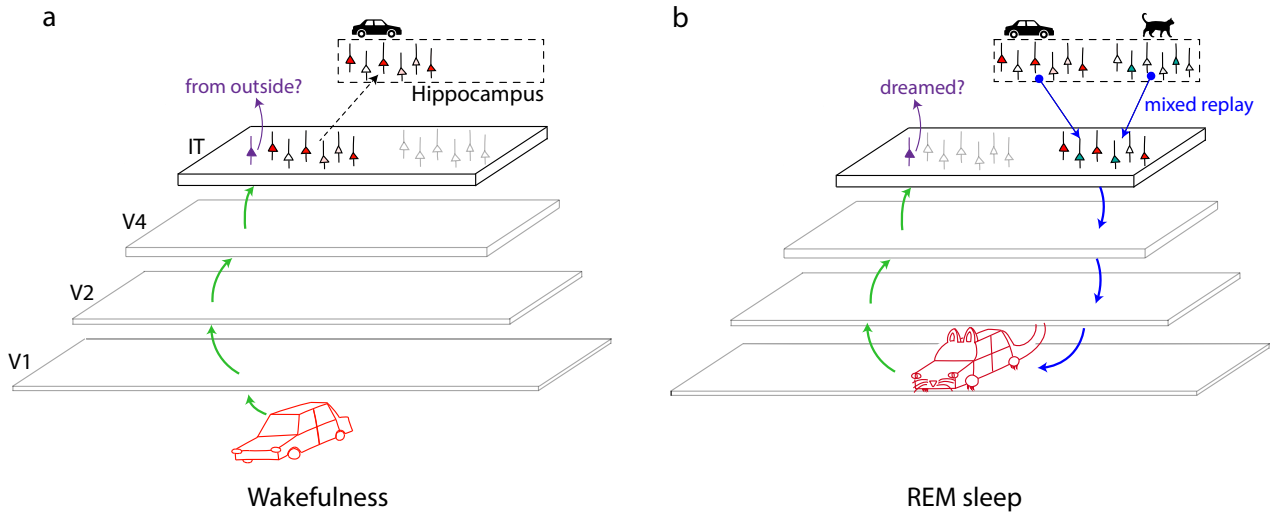 a
from outside?
Hippocampus
IT
V4
V2
V1
Wakefulness
b
dreamed?
mixed replay
REM sleep